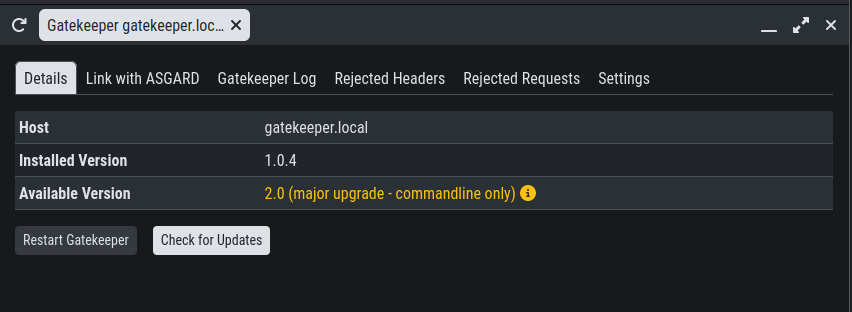 Gatekeeper gatekeeper.loc...
Details Link with ASGARD Gatekeeper Log Rejected Headers Rejected Requests Settings
Host gatekeeper.local
Installed Version 1.0.4
Available Version 2.0 (major upgrade - commandline only)
Restart Gatekeeper Check for Updates